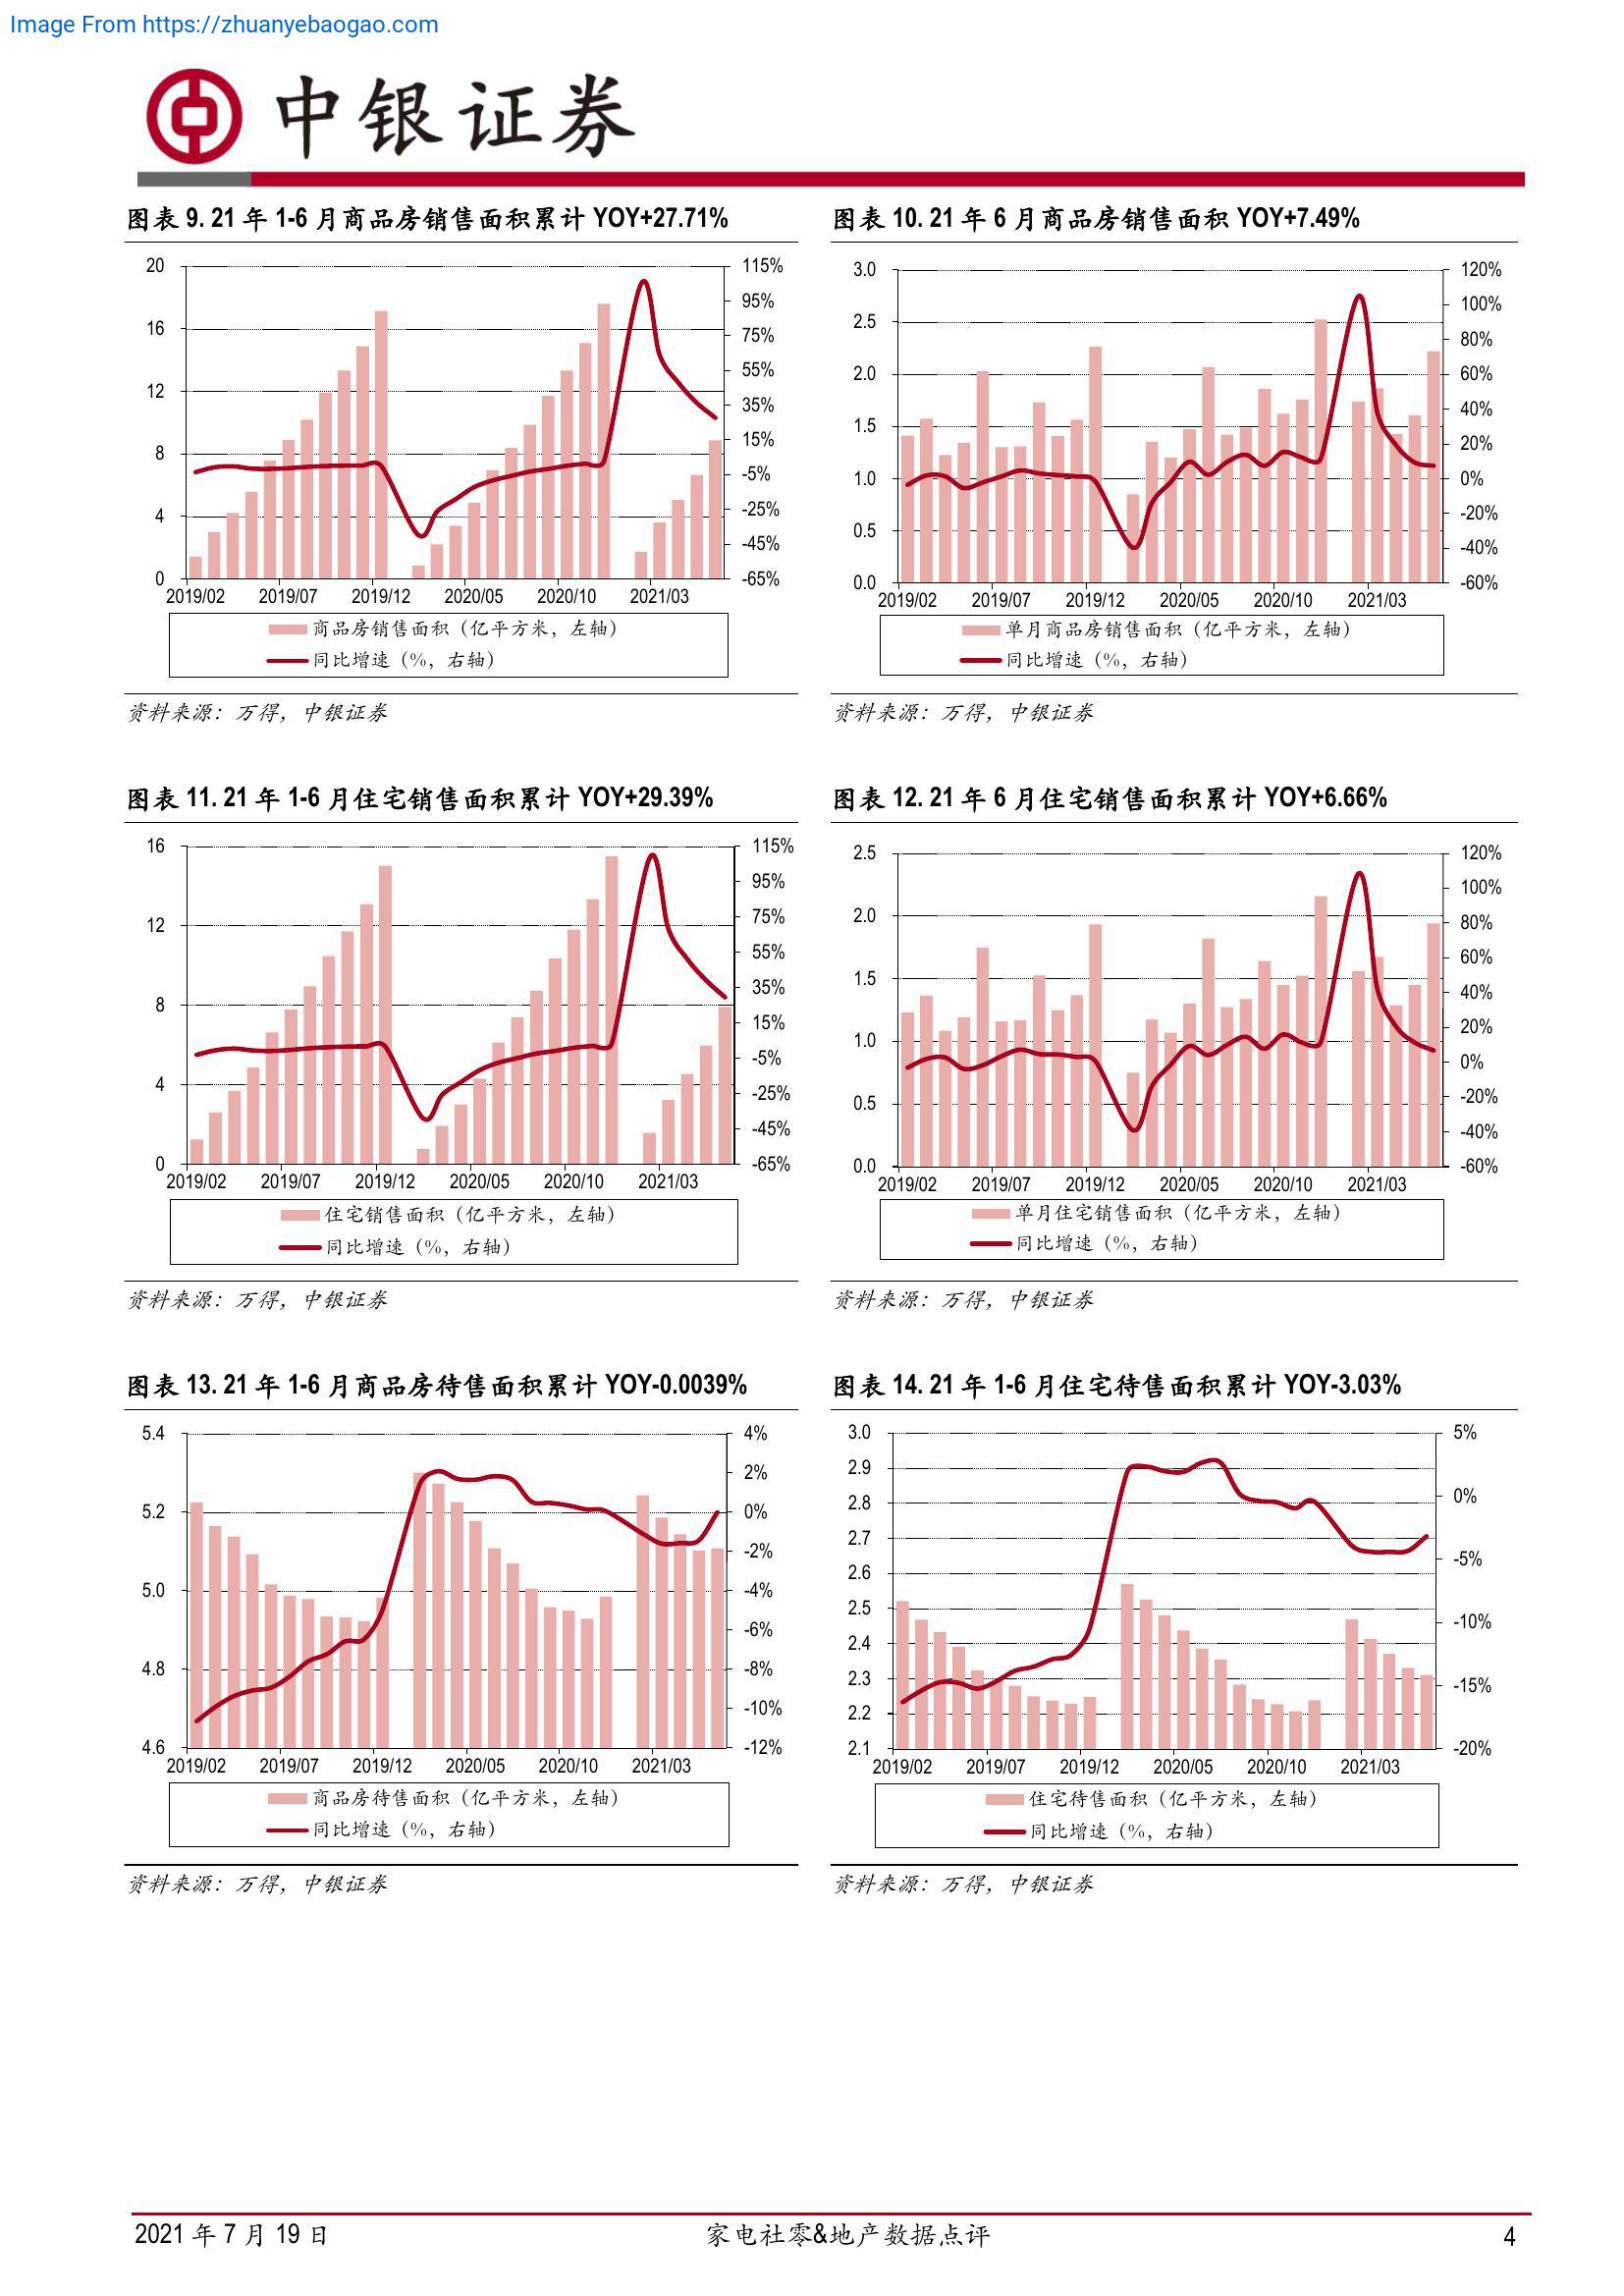 Image From https://zhuanyebaogao.com
中银证券
图表 9. 21 年 1-6 月商品房销售面积累计 YOY+27.71%
20
16
12
8
4
0
115%
95%
75%
55%
35%
15%
-5%
-25%
-45%
-65%
2019/02 2019/07 2019/12 2020/05 2020/10 2021/03
商品房销售面积（亿平方米，左轴）
同比增速（%，右轴）
资料来源：万得，中银证券
图表 10. 21 年 6 月商品房销售面积 YOY+7.49%
3.0
2.5
2.0
1.5
1.0
0.5
0.0
120%
100%
80%
60%
40%
20%
0%
-20%
-40%
-60%
2019/02 2019/07 2019/12 2020/05 2020/10 2021/03
单月商品房销售面积（亿平方米，左轴）
同比增速（%，右轴）
资料来源：万得，中银证券
图表 11. 21 年 1-6 月住宅销售面积累计 YOY+29.39%
16
12
8
4
0
115%
95%
75%
55%
35%
15%
-5%
-25%
-45%
-65%
2019/02 2019/07 2019/12 2020/05 2020/10 2021/03
住宅销售面积（亿平方米，左轴）
同比增速（%，右轴）
资料来源：万得，中银证券
图表 12. 21 年 6 月住宅销售面积累计 YOY+6.66%
2.5
2.0
1.5
1.0
0.5
0.0
120%
100%
80%
60%
40%
20%
0%
-20%
-40%
-60%
2019/02 2019/07 2019/12 2020/05 2020/10 2021/03
单月住宅销售面积（亿平方米，左轴）
同比增速（%，右轴）
资料来源：万得，中银证券
图表 13. 21 年 1-6 月商品房待售面积累计 YOY-0.0039%
5.4
5.2
5.0
4.8
4.6
4%
2%
0%
-2%
-4%
-6%
-8%
-10%
-12%
2019/02 2019/07 2019/12 2020/05 2020/10 2021/03
商品房待售面积（亿平方米，左轴）
同比增速（%，右轴）
资料来源：万得，中银证券
图表 14. 21 年 1-6 月住宅待售面积累计 YOY-3.03%
3.0
2.9
2.8
2.7
2.6
2.5
2.4
2.3
2.2
2.1
5%
0%
-5%
-10%
-15%
-20%
2019/02 2019/07 2019/12 2020/05 2020/10 2021/03
住宅待售面积（亿平方米，左轴）
同比增速（%，右轴）
资料来源：万得，中银证券
2021 年 7 月 19 日 家电社零&地产数据点评 4